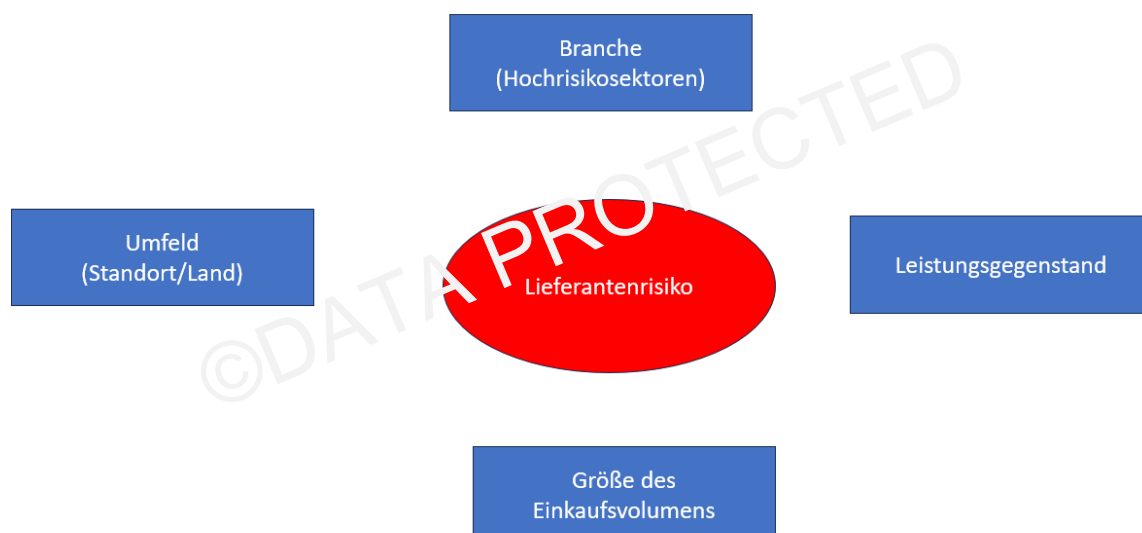 Branche
(Hochrisikosektoren)
Umfeld
(Standort/Land)
Lieferantenrisiko
Leistungsgegenstand
Größe des
Einkaufsvolumens
©DATA PROTECTED